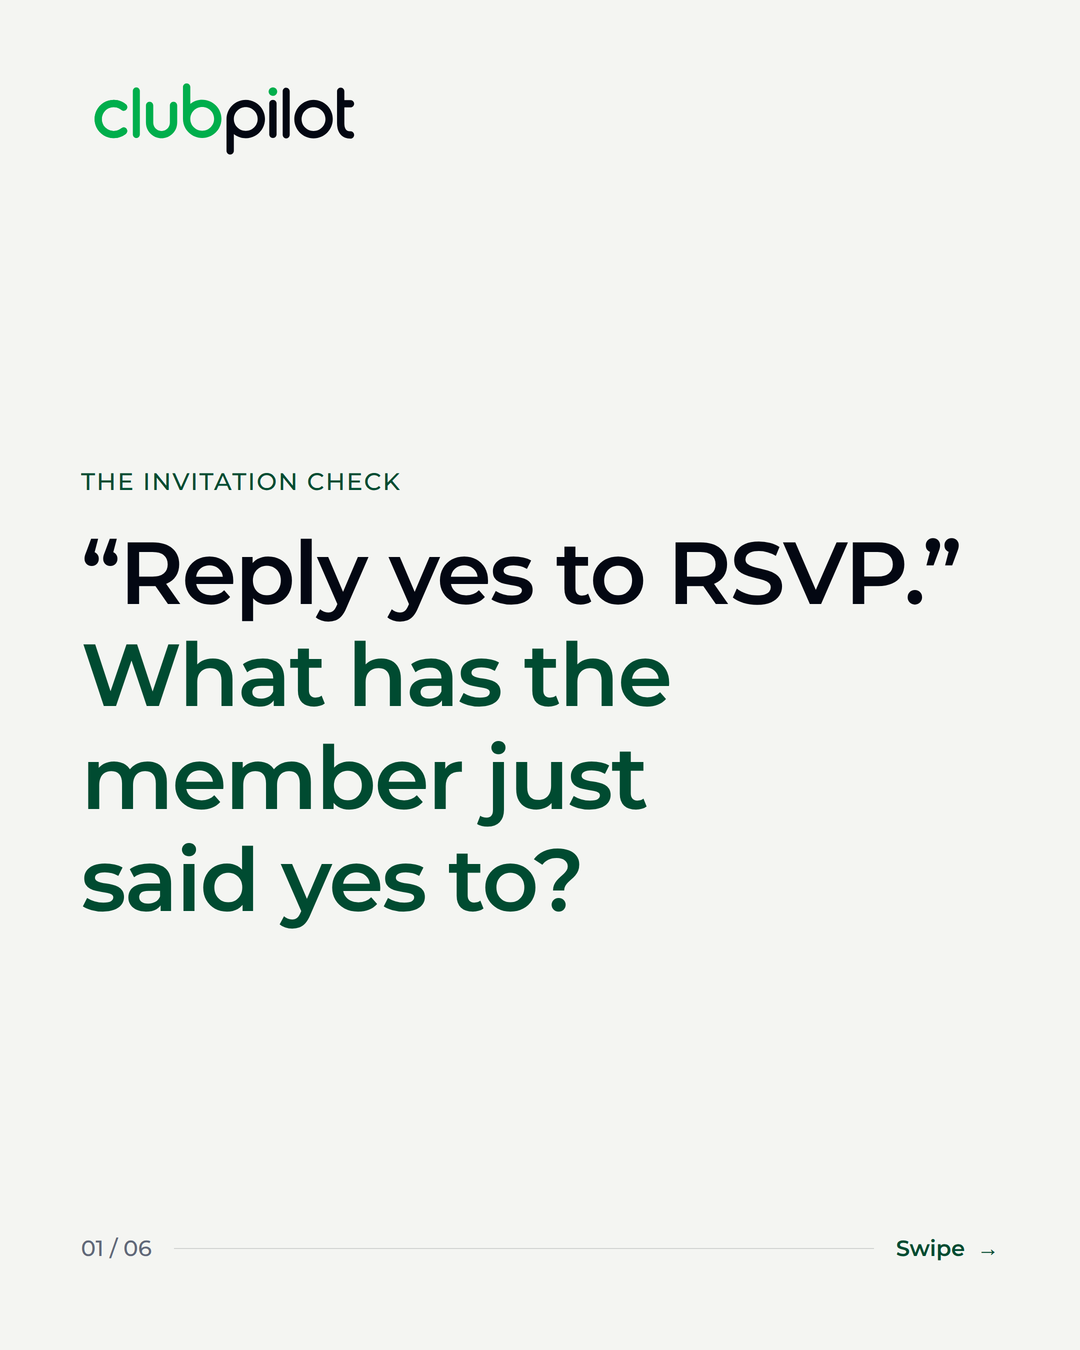 clubpilot
THE INVITATION CHECK
“Reply yes to RSVP.”
What has the
member just
said yes to?
01 / 06
Swipe →